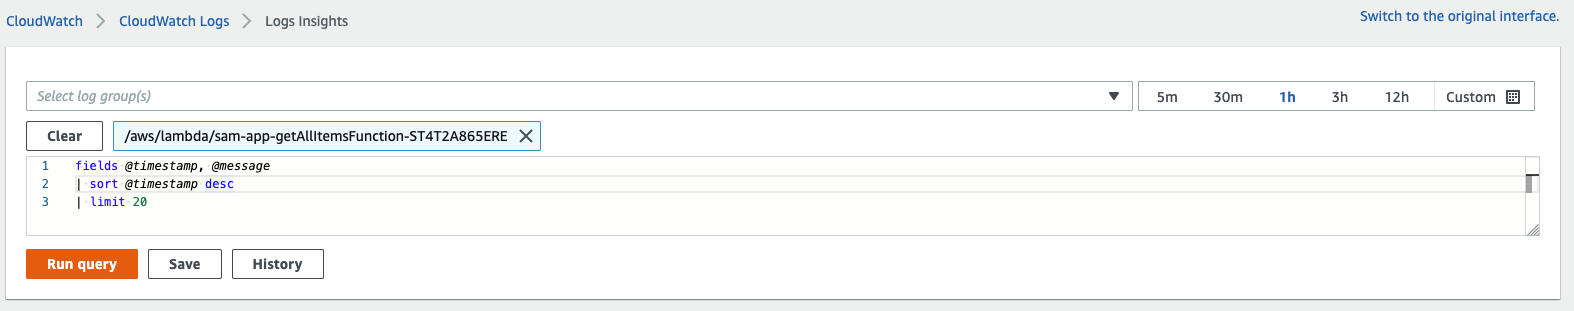 CloudWatch > CloudWatch Logs > Logs Insights
Switch to the original interface.
Select log group(s)
5m 30m 1h 3h 12h Custom
Clear /aws/lambda/sam-app-getAllItemsFunction-ST4T2A865ERE
1 fields @timestamp, @message
2 | sort @timestamp desc
3 | limit 20
Run query Save History